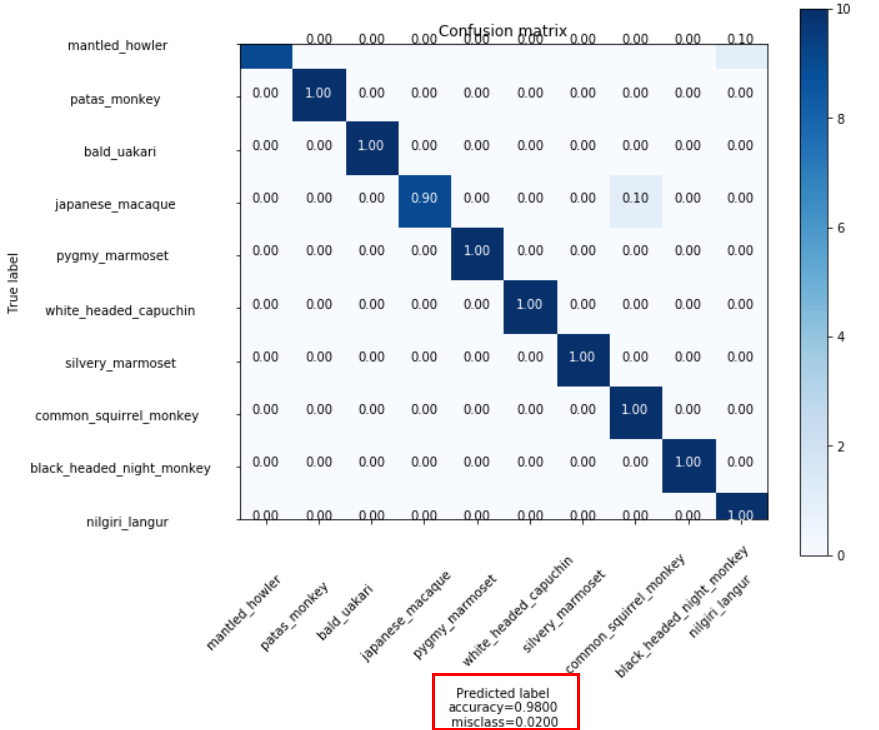 Confusion matrix
mantled_howler 0.00 0.00 0.00 0.00 0.00 0.00 0.00 0.00 0.10
patas_monkey 0.00 1.00 0.00 0.00 0.00 0.00 0.00 0.00 0.00 0.00
bald_uakari 0.00 0.00 1.00 0.00 0.00 0.00 0.00 0.00 0.00 0.00
japanese_macaque 0.00 0.00 0.00 0.90 0.00 0.00 0.00 0.10 0.00 0.00
pygmy_marmoset 0.00 0.00 0.00 0.00 1.00 0.00 0.00 0.00 0.00 0.00
white_headed_capuchin 0.00 0.00 0.00 0.00 0.00 1.00 0.00 0.00 0.00 0.00
silvery_marmoset 0.00 0.00 0.00 0.00 0.00 0.00 1.00 0.00 0.00 0.00
common_squirrel_monkey 0.00 0.00 0.00 0.00 0.00 0.00 0.00 1.00 0.00 0.00
black_headed_night_monkey 0.00 0.00 0.00 0.00 0.00 0.00 0.00 0.00 1.00 0.00
nilgiri_langur 0.00 0.00 0.00 0.00 0.00 0.00 0.00 0.00 0.00 1.00
True label
10
8
6
4
2
0
mantled_howler
patas_monkey
bald_uakari
japanese_macaque
pygmy_marmoset
white_headed_capuchin
silvery_marmoset
common_squirrel_monkey
black_headed_night_monkey
nilgiri_langur
Predicted label
accuracy=0.9800
misclass=0.0200